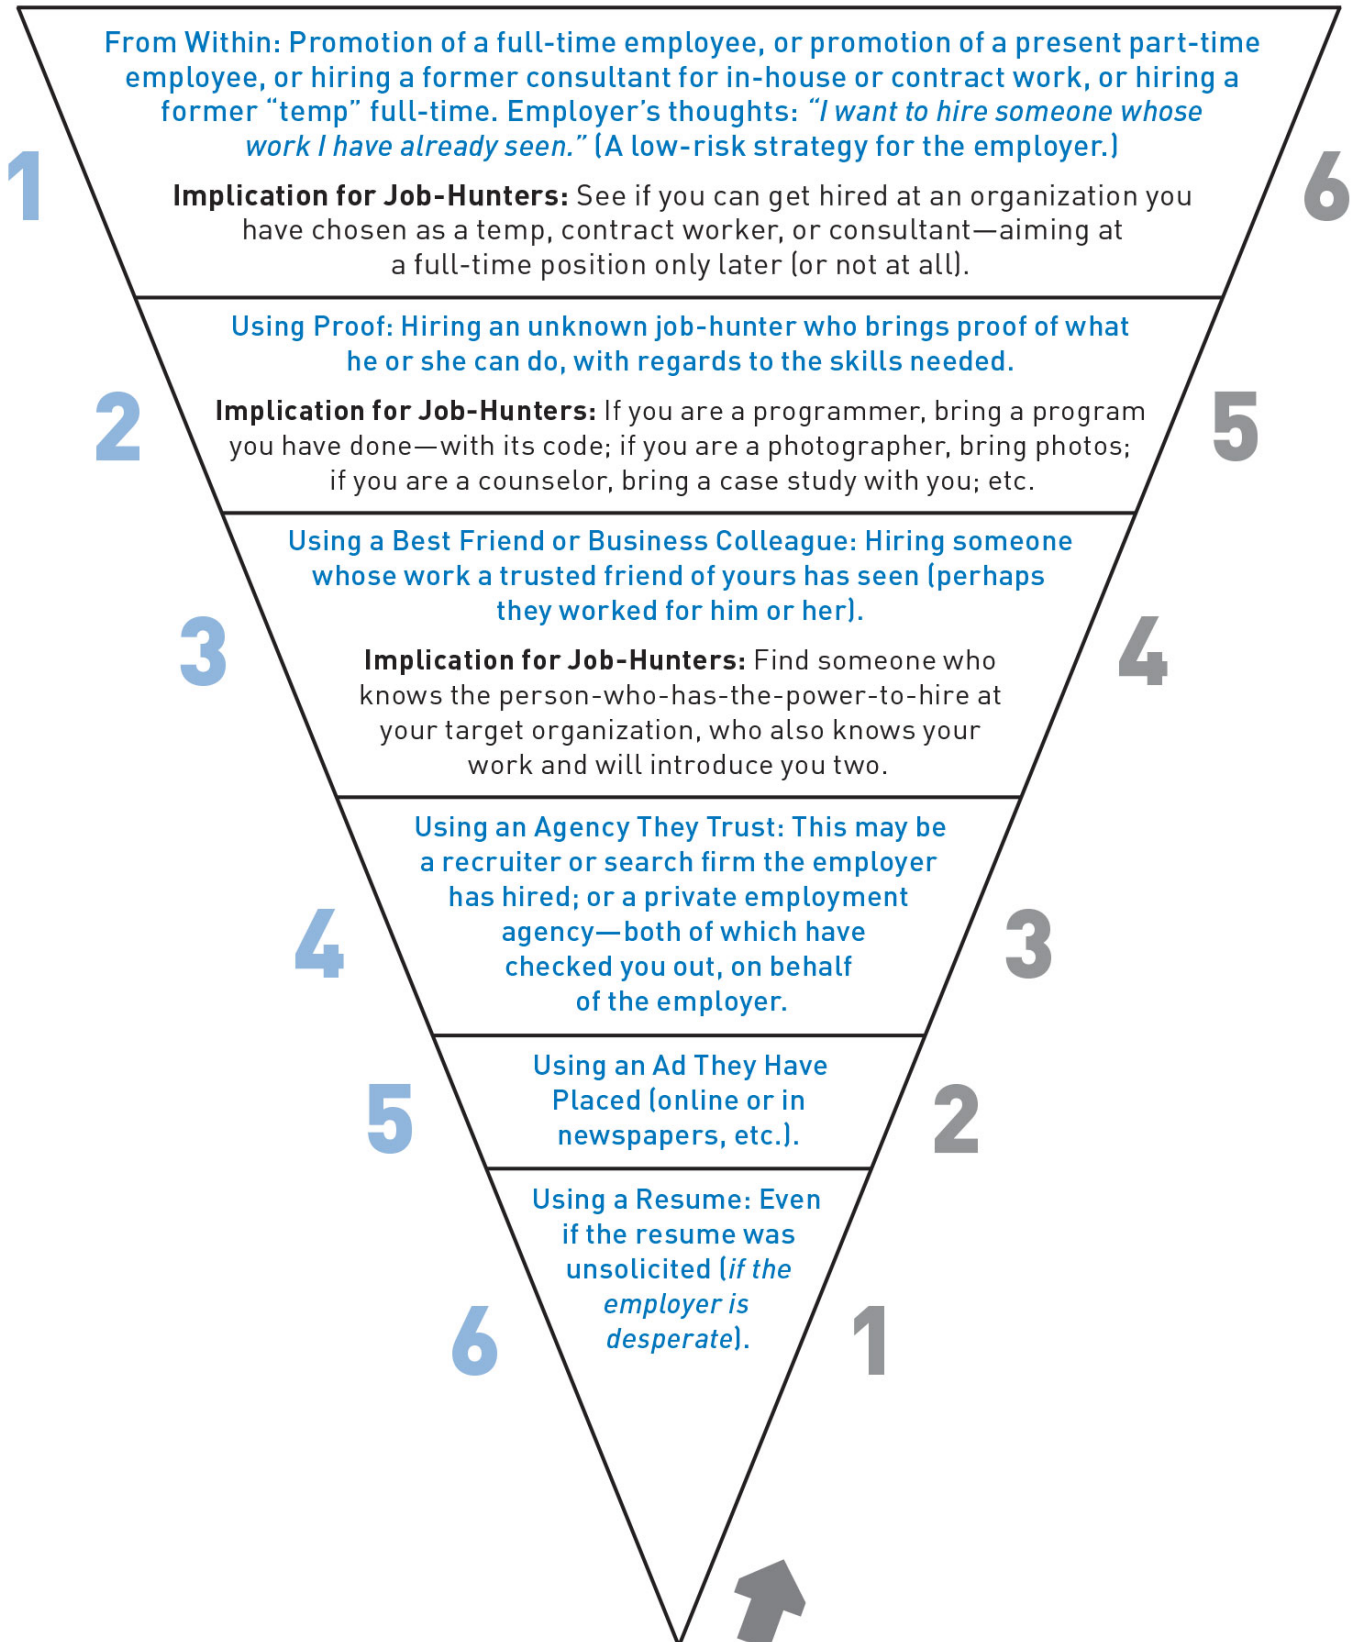 From Within: Promotion of a full-time employee, or promotion of a present part-time
employee, or hiring a former consultant for in-house or contract work, or hiring a
former “temp” full-time. Employer’s thoughts: “I want to hire someone whose
work I have already seen.” (A low-risk strategy for the employer.)
1
6
Implication for Job-Hunters: See if you can get hired at an organization you
have chosen as a temp, contract worker, or consultant—aiming at
a full-time position only later (or not at all).
Using Proof: Hiring an unknown job-hunter who brings proof of what
he or she can do, with regards to the skills needed.
2
5
Implication for Job-Hunters: If you are a programmer, bring a program
you have done—with its code; if you are a photographer, bring photos;
if you are a counselor, bring a case study with you; etc.
Using a Best Friend or Business Colleague: Hiring someone
whose work a trusted friend of yours has seen (perhaps
they worked for him or her).
3
4
Implication for Job-Hunters: Find someone who
knows the person-who-has-the-power-to-hire at
your target organization, who also knows your
work and will introduce you two.
Using an Agency They Trust: This may be
a recruiter or search firm the employer
has hired; or a private employment
agency—both of which have
checked you out, on behalf
of the employer.
4
3
Using an Ad They Have
Placed (online or in
newspapers, etc.).
5
2
Using a Resume: Even
if the resume was
unsolicited (if the
employer is
desperate).
6
1